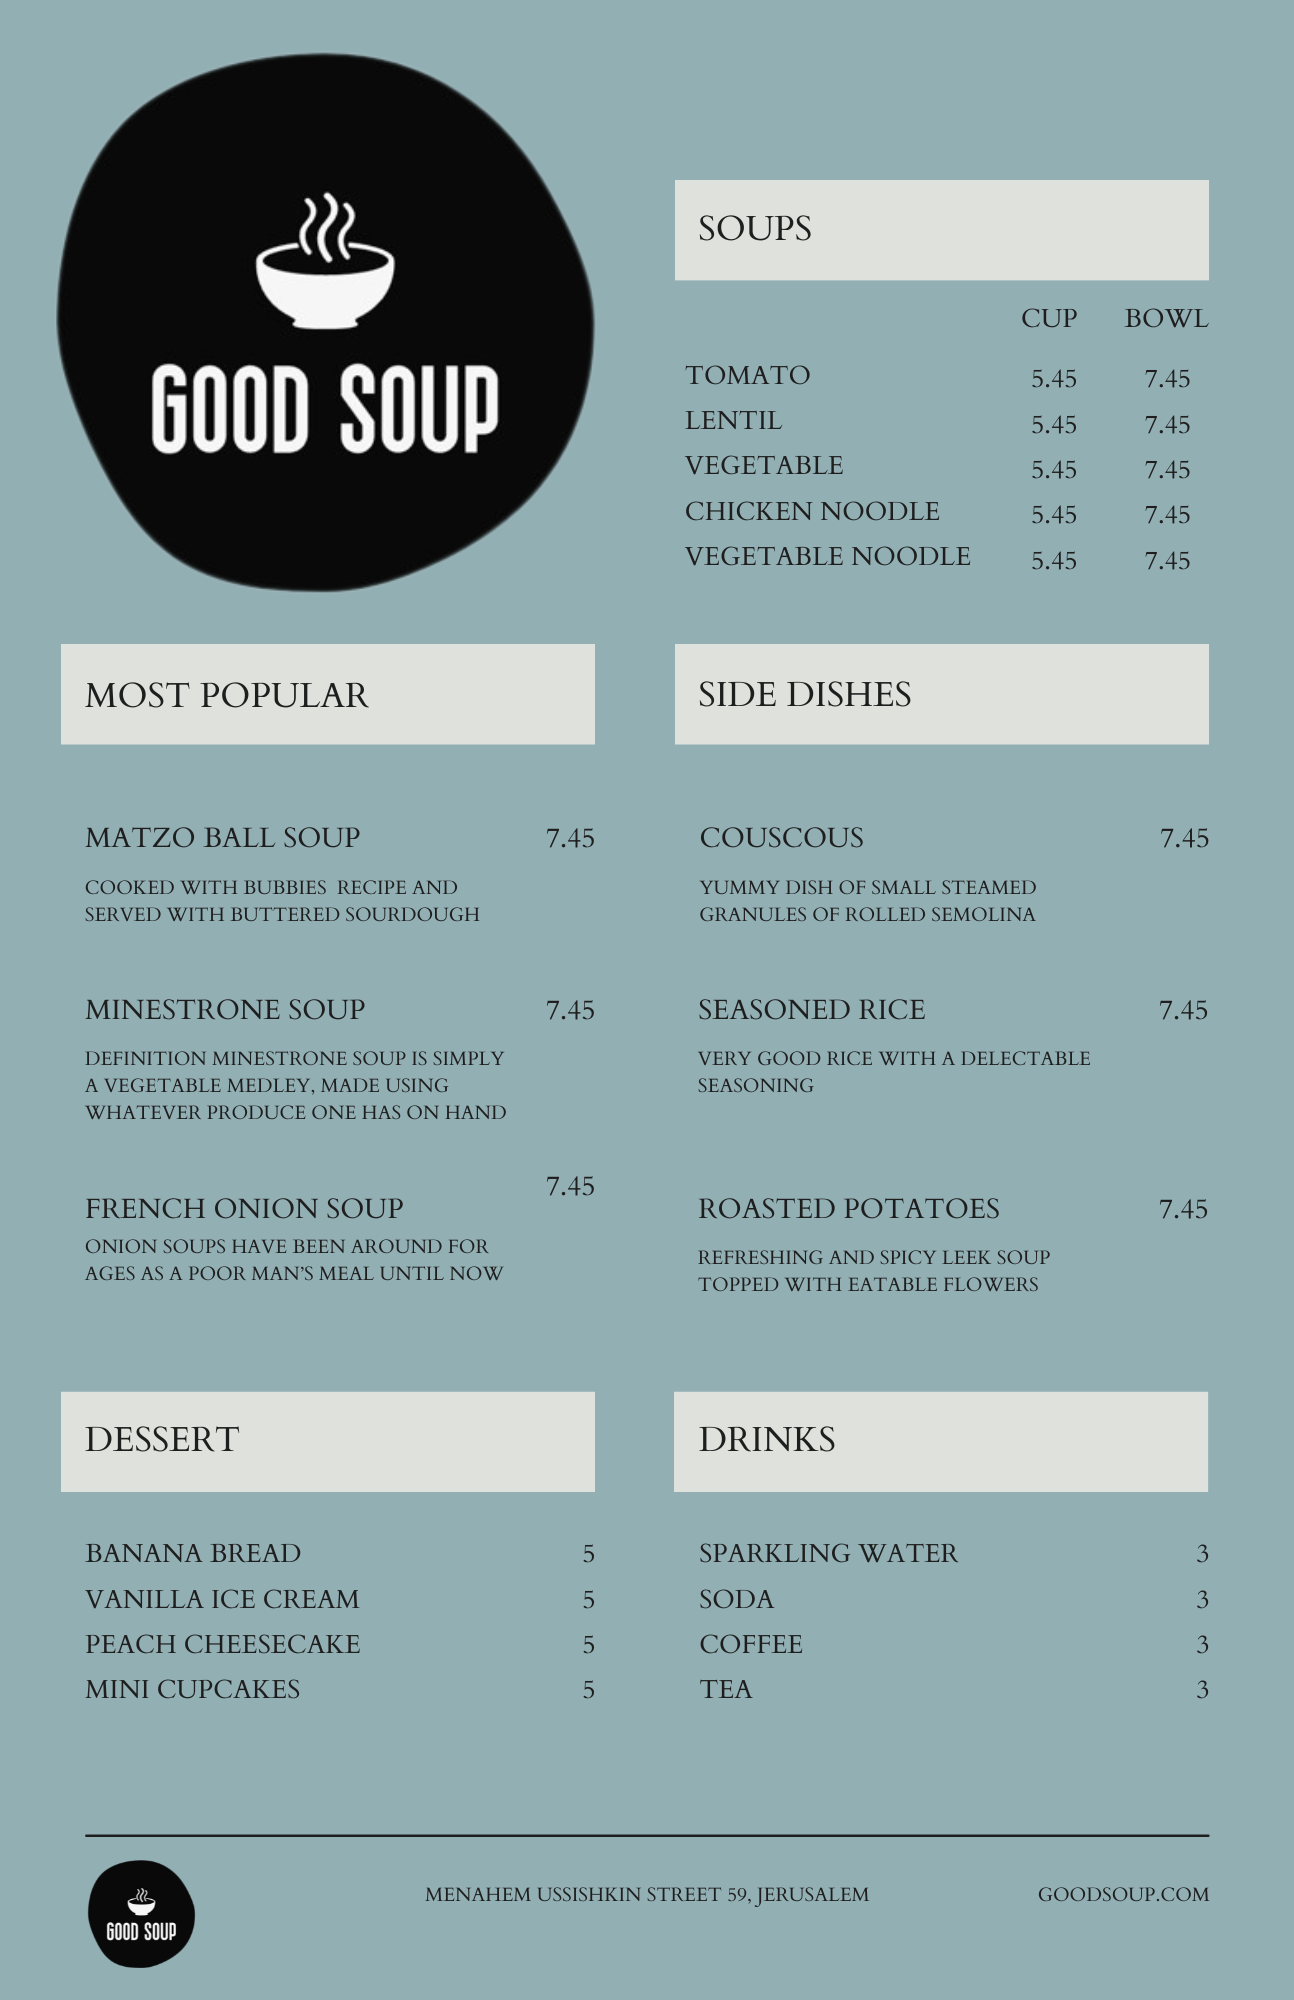 GOOD SOUP
SOUPS
CUP BOWL
TOMATO 5.45 7.45
LENTIL 5.45 7.45
VEGETABLE 5.45 7.45
CHICKEN NOODLE 5.45 7.45
VEGETABLE NOODLE 5.45 7.45
MOST POPULAR
MATZO BALL SOUP 7.45
COOKED WITH BUBBIES RECIPE AND
SERVED WITH BUTTERED SOURDOUGH
MINESTRONE SOUP 7.45
DEFINITION MINESTRONE SOUP IS SIMPLY
A VEGETABLE MEDLEY, MADE USING
WHATEVER PRODUCE ONE HAS ON HAND
FRENCH ONION SOUP 7.45
ONION SOUPS HAVE BEEN AROUND FOR
AGES AS A POOR MAN'S MEAL UNTIL NOW
SIDE DISHES
COUSCOUS 7.45
YUMMY DISH OF SMALL STEAMED
GRANULES OF ROLLED SEMOLINA
SEASONED RICE 7.45
VERY GOOD RICE WITH A DELECTABLE
SEASONING
ROASTED POTATOES 7.45
REFRESHING AND SPICY LEEK SOUP
TOPPED WITH EATABLE FLOWERS
DESSERT
BANANA BREAD 5
VANILLA ICE CREAM 5
PEACH CHEESECAKE 5
MINI CUPCAKES 5
DRINKS
SPARKLING WATER 3
SODA 3
COFFEE 3
TEA 3
GOOD SOUP
MENAHEM USSISHKIN STREET 59, JERUSALEM
GOODSOUP.COM